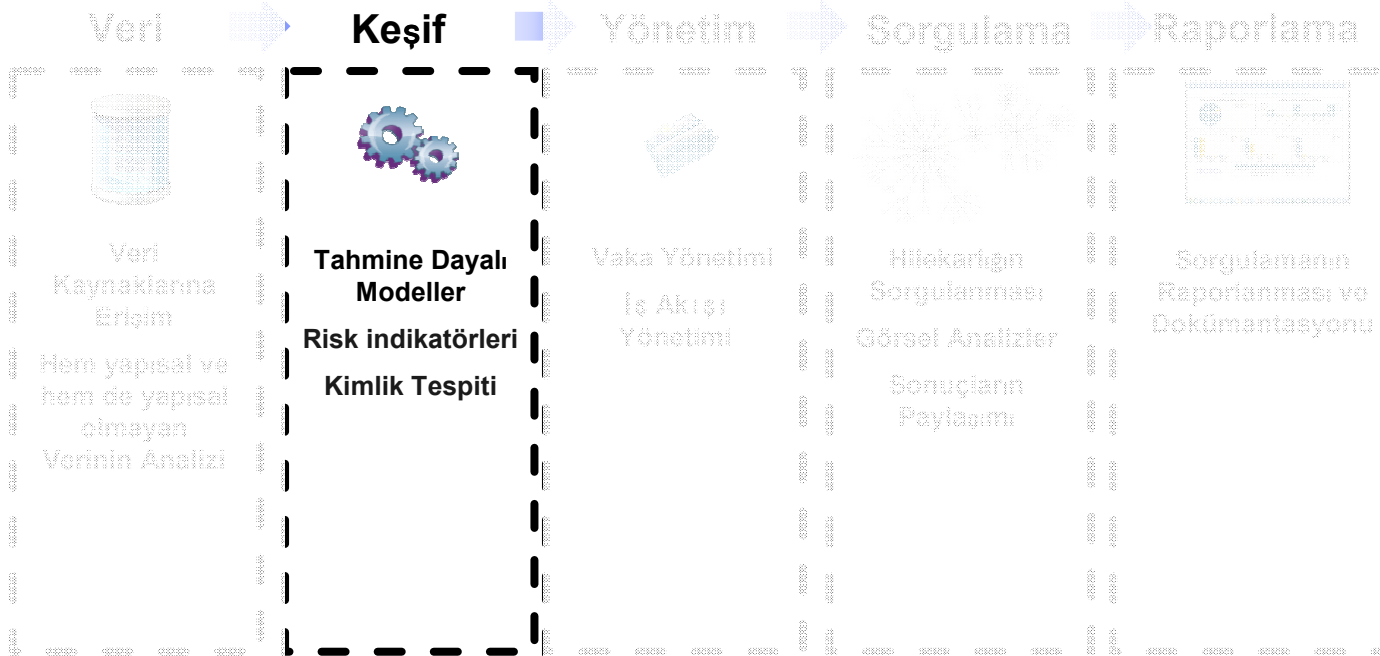 Veri
Keşif
Yönetim
Sorgulama
Raporlama
Veri
Kaynaklarına
Erişim
Hem yapısal ve
hem de yapısal
olmayan
Verinin Analizi
Tahmine Dayalı
Modeller
Risk indikatörleri
Kimlik Tespiti
Vaka Yönetimi
İş Akışı
Yönetimi
Hilekarlığın
Sorgulanması
Görsel Analizler
Sonuçların
Paylaşımı
Sorgulamanın
Raporlanması ve
Dokümantasyonu